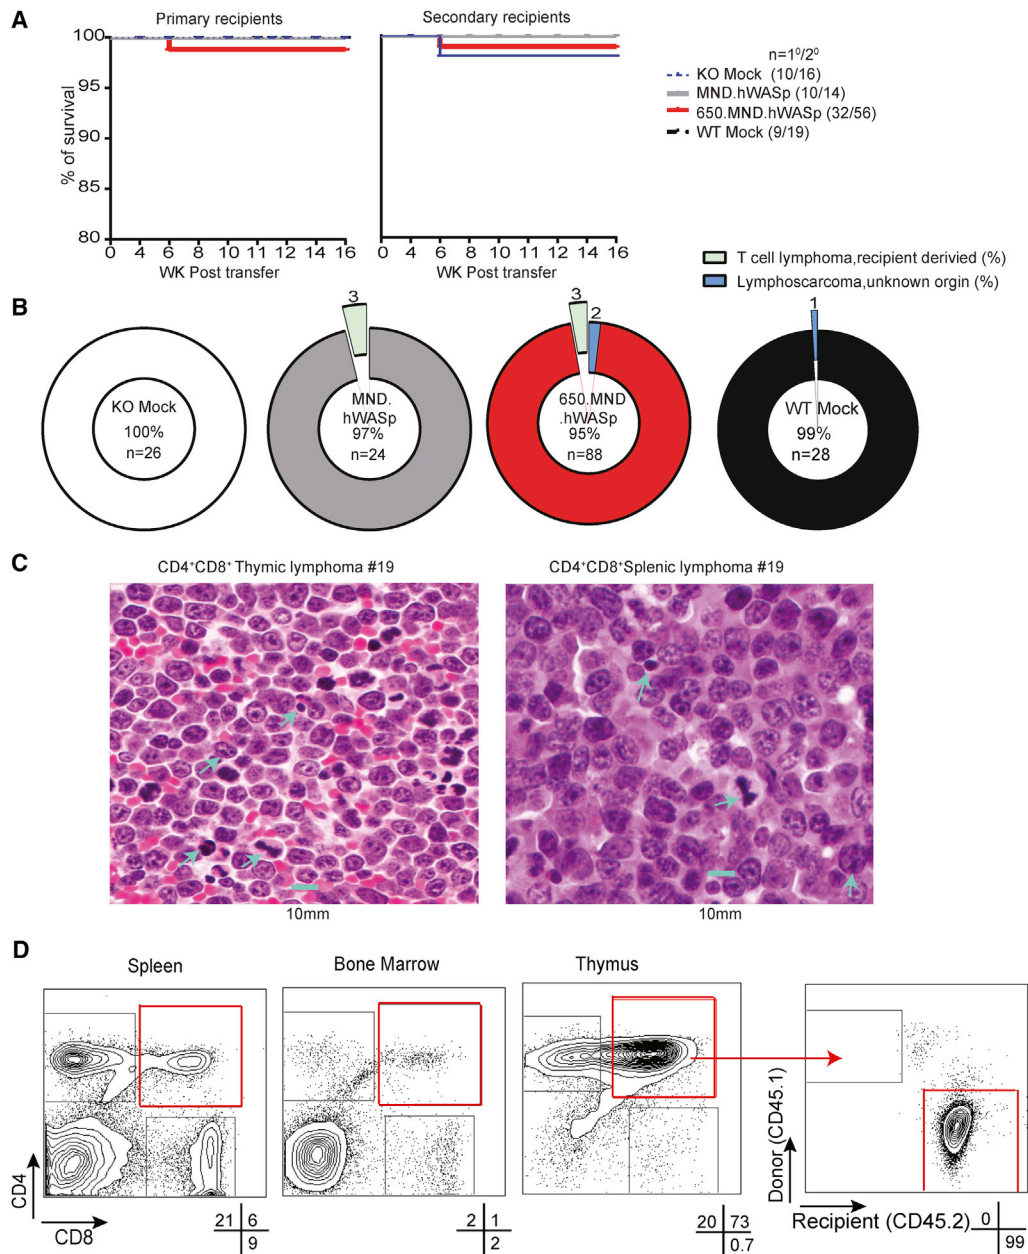 A
Primary recipients
Secondary recipients
% of survival
100
95
90
85
80
0 4 6 8 10 11 12 14 16
WK Post transfer
0 4 6 8 10 11 12 14 16
WK Post transfer
n=1⁰/2⁰
KO Mock (10/16)
MND.hWASp (10/14)
650.MND.hWASp (32/56)
WT Mock (9/19)
T cell lymphoma,recipient derivied (%)
Lymphoscarcoma,unknown orgin (%)
B
KO Mock
100%
n=26
3
MND.
hWASp
97%
n=24
3
2
650.MND
.hWASp
95%
n=88
1
WT Mock
99%
n=28
C
CD4⁺CD8⁺ Thymic lymphoma #19
CD4⁺CD8⁺Splenic lymphoma #19
10mm
10mm
D
Spleen
Bone Marrow
Thymus
CD4
CD8
21 6
9
2 1
2
20 73
0.7
Donor (CD45.1)
Recipient (CD45.2)
0
99